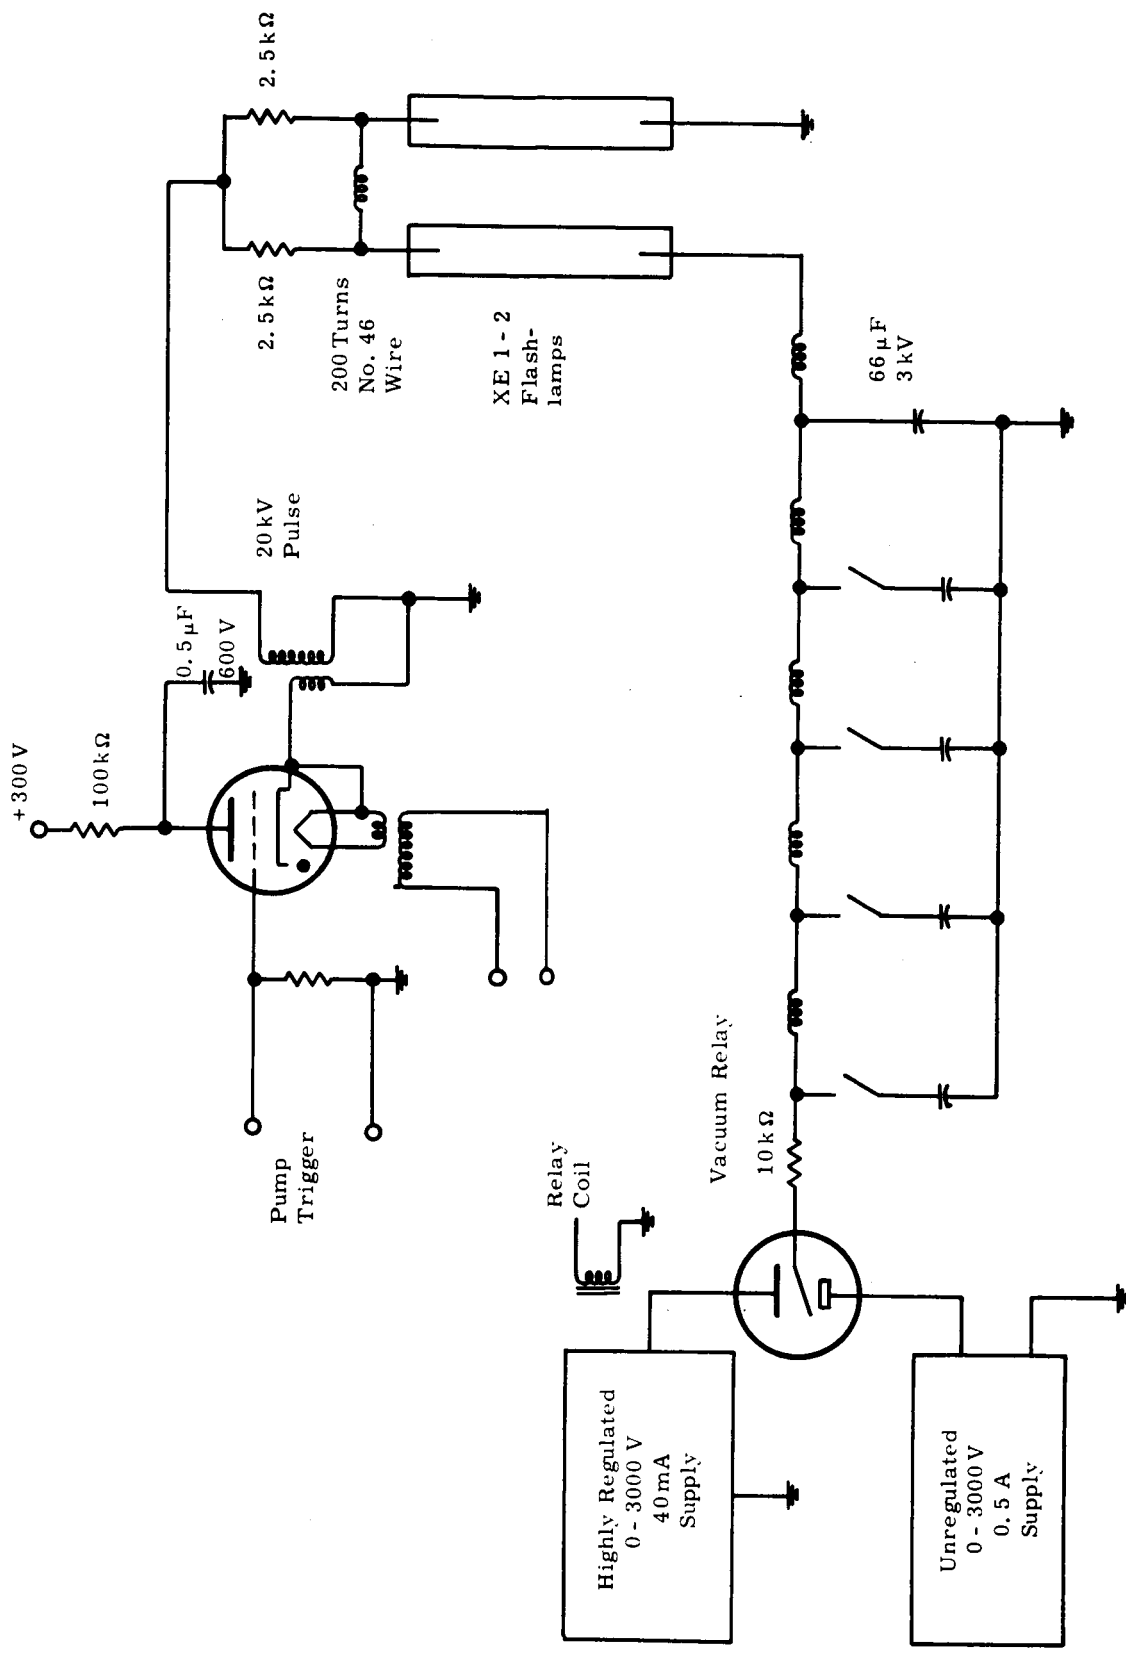 +300 V
100 kΩ
0.5 μF
600 V
20 kV
Pulse
2.5 kΩ
2.5 kΩ
200 Turns
No. 46
Wire
XE 1-2
Flash-
lamps
66 μF
3 kV
Pump
Trigger
Relay
Coil
Vacuum Relay
10 kΩ
Highly Regulated
0 - 3000 V
40 mA
Supply
Unregulated
0 - 3000 V
0.5 A
Supply